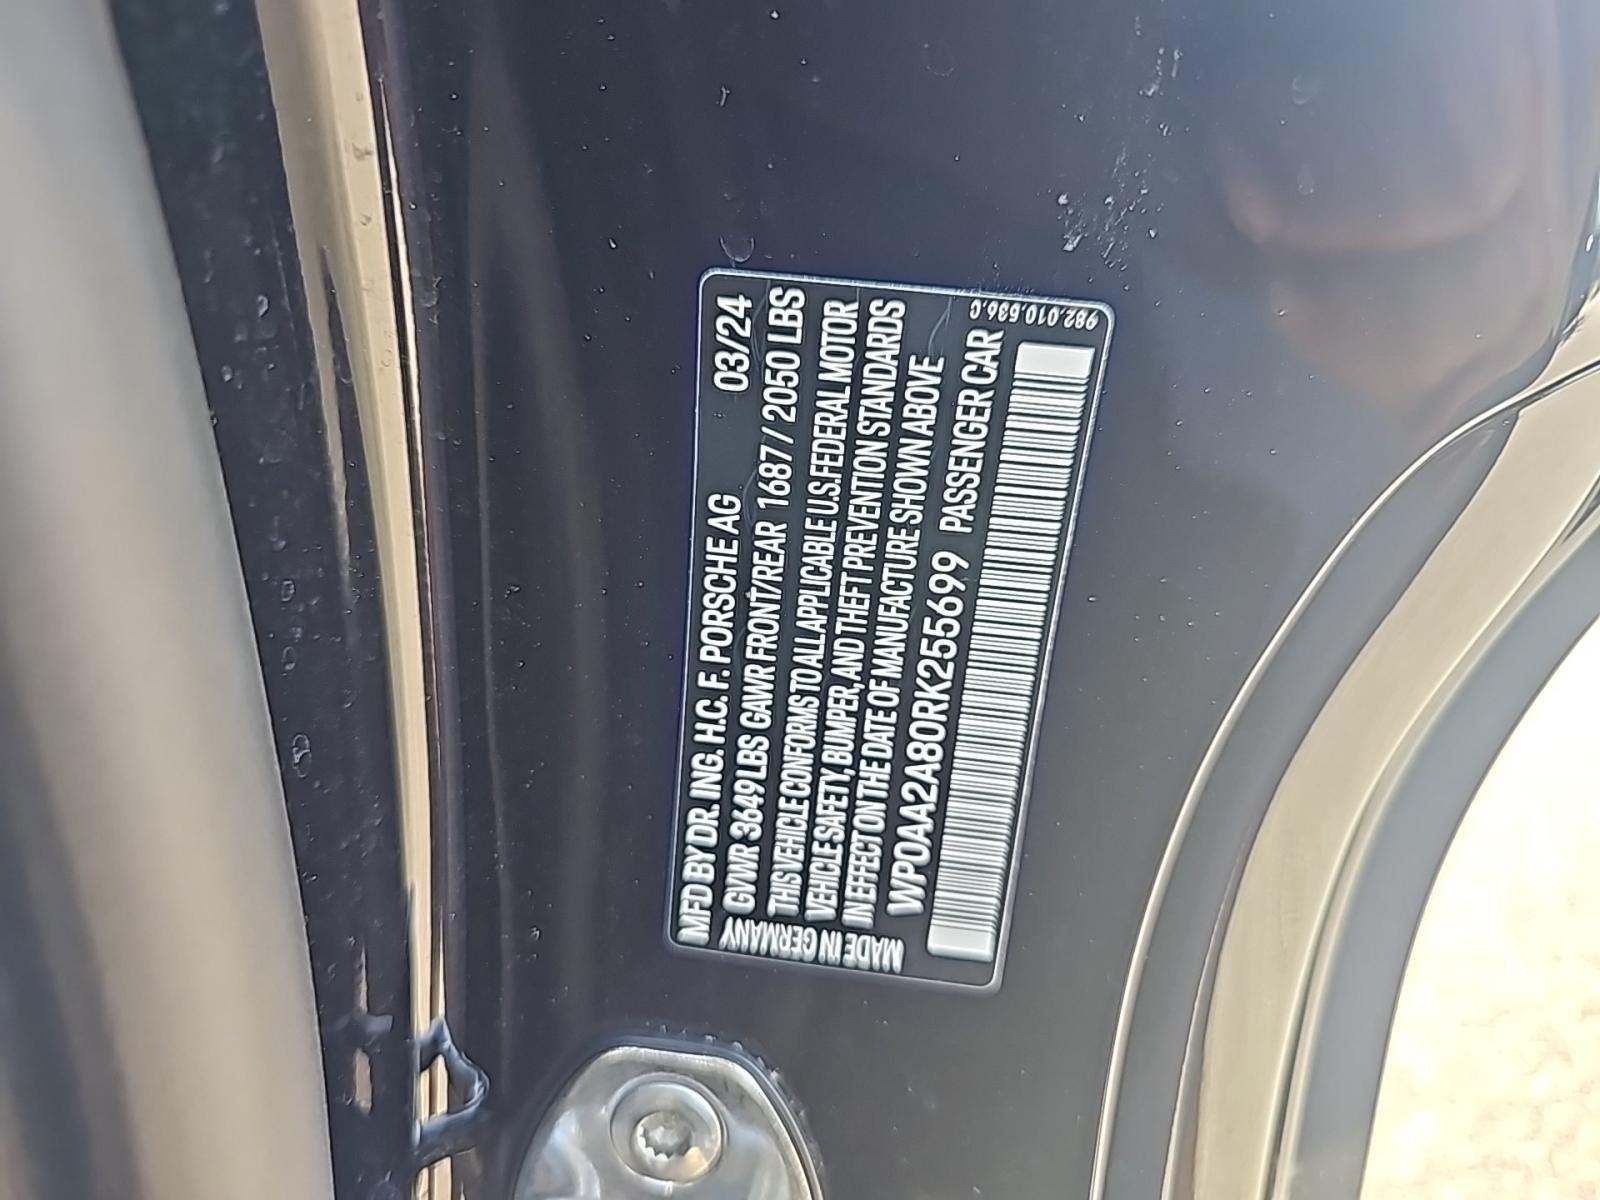 MFD BY DR. ING. H.C. F. PORSCHE AG 03/24
GVWR 3649 LBS GAWR FRONT/REAR 1687 / 2050 LBS
THIS VEHICLE CONFORMS TO ALL APPLICABLE U.S. FEDERAL MOTOR
VEHICLE SAFETY, BUMPER, AND THEFT PREVENTION STANDARDS
IN EFFECT ON THE DATE OF MANUFACTURE SHOWN ABOVE
WP0AA2A80RK255699 PASSENGER CAR
MADE IN GERMANY
982.010.536.C